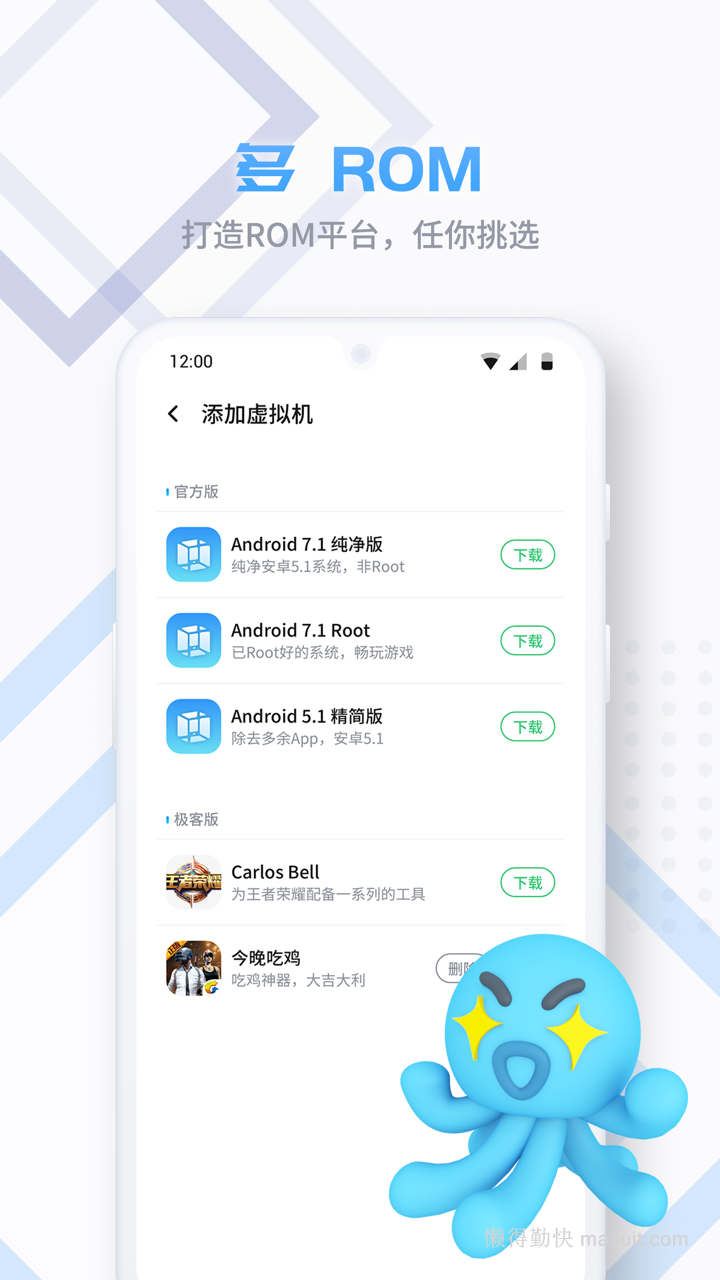 多 ROM
打造ROM平台，任你挑选
12:00
添加虚拟机
官方版
Android 7.1 纯净版
纯净安卓5.1系统，非Root
下载
Android 7.1 Root
已Root好的系统，畅玩游戏
下载
Android 5.1 精简版
除去多余App，安卓5.1
下载
极客版
王者荣耀
Carlos Bell
为王者荣耀配备一系列的工具
下载
正版
今晚吃鸡
吃鸡神器，大吉大利
懒得勤快